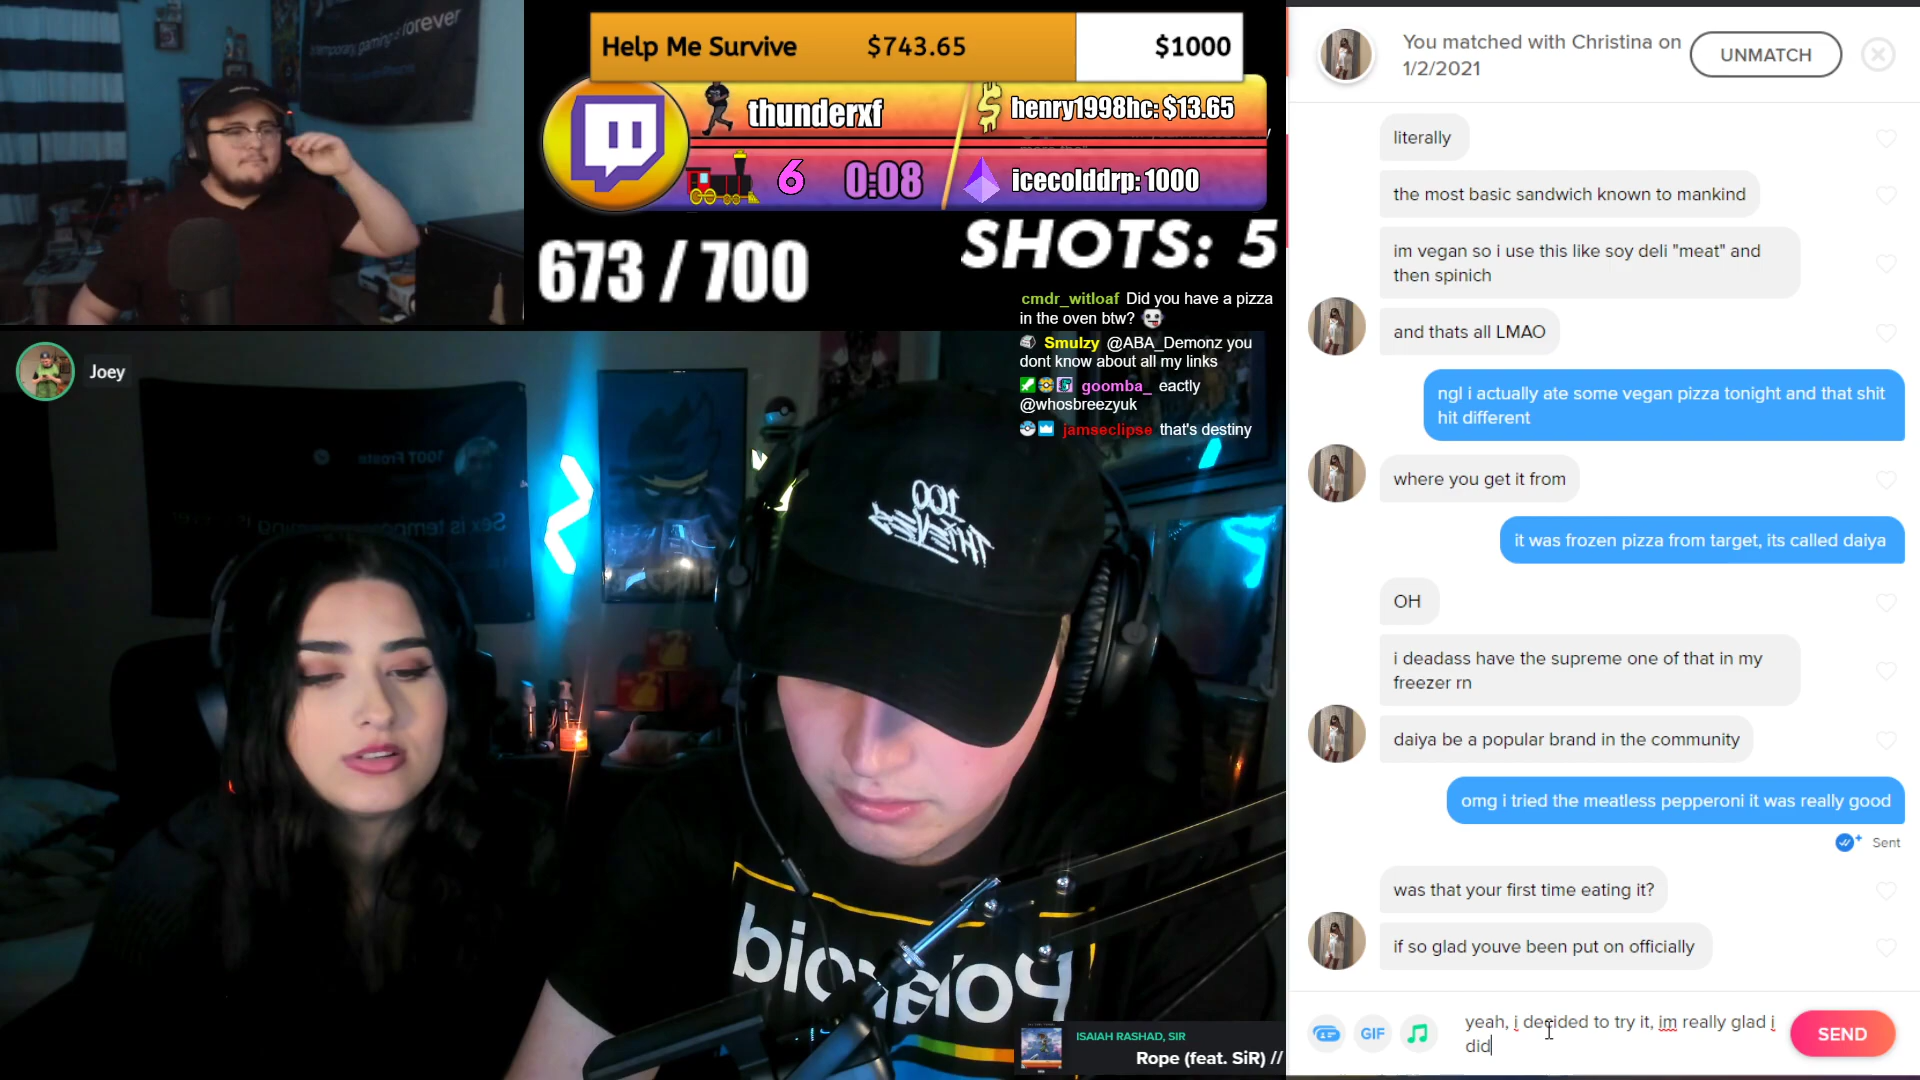 forever
Help Me Survive $743.65 $1000
thunderxf
henry1998hc: $13.65
6 0:08
icecolddrp: 1000
673 / 700
SHOTS: 5
cmdr_witloaf Did you have a pizza
in the oven btw?
Smulzy @ABA_Demonz you
dont know about all my links
goomba_ eactly
@whosbreezyuk
jamseclipse that's destiny
Joey
100 THIEVES
polaroid
ISAIAH RASHAD, SIR
Rope (feat. SiR) //
You matched with Christina on
1/2/2021
UNMATCH
literally
the most basic sandwich known to mankind
im vegan so i use this like soy deli "meat" and
then spinich
and thats all LMAO
ngl i actually ate some vegan pizza tonight and that shit
hit different
where you get it from
it was frozen pizza from target, its called daiya
OH
i deadass have the supreme one of that in my
freezer rn
daiya be a popular brand in the community
omg i tried the meatless pepperoni it was really good
Sent
was that your first time eating it?
if so glad youve been put on officially
GIF
yeah, i decided to try it, im really glad i
did
SEND